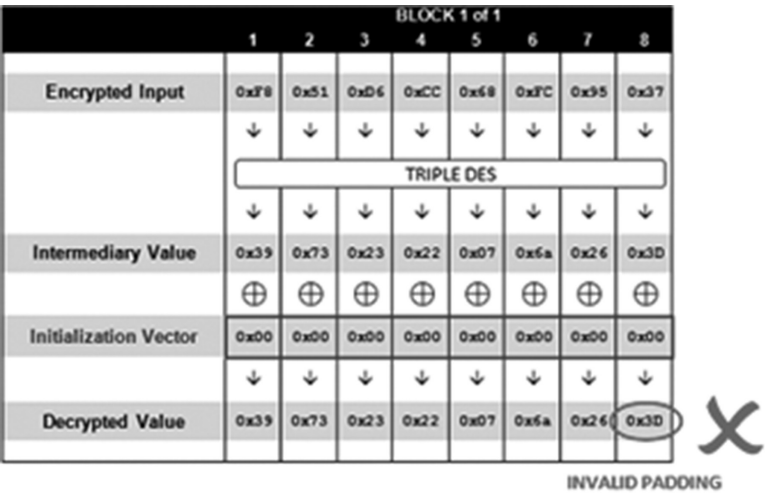 BLOCK 1 of 1
1 2 3 4 5 6 7 8
Encrypted Input 0xF8 0x51 0xD6 0xCC 0x68 0xFC 0x95 0x37
TRIPLE DES
Intermediary Value 0x39 0x73 0x23 0x22 0x07 0x6a 0x26 0x3D
Initialization Vector 0x00 0x00 0x00 0x00 0x00 0x00 0x00 0x00
Decrypted Value 0x39 0x73 0x23 0x22 0x07 0x6a 0x26 0x3D
INVALID PADDING